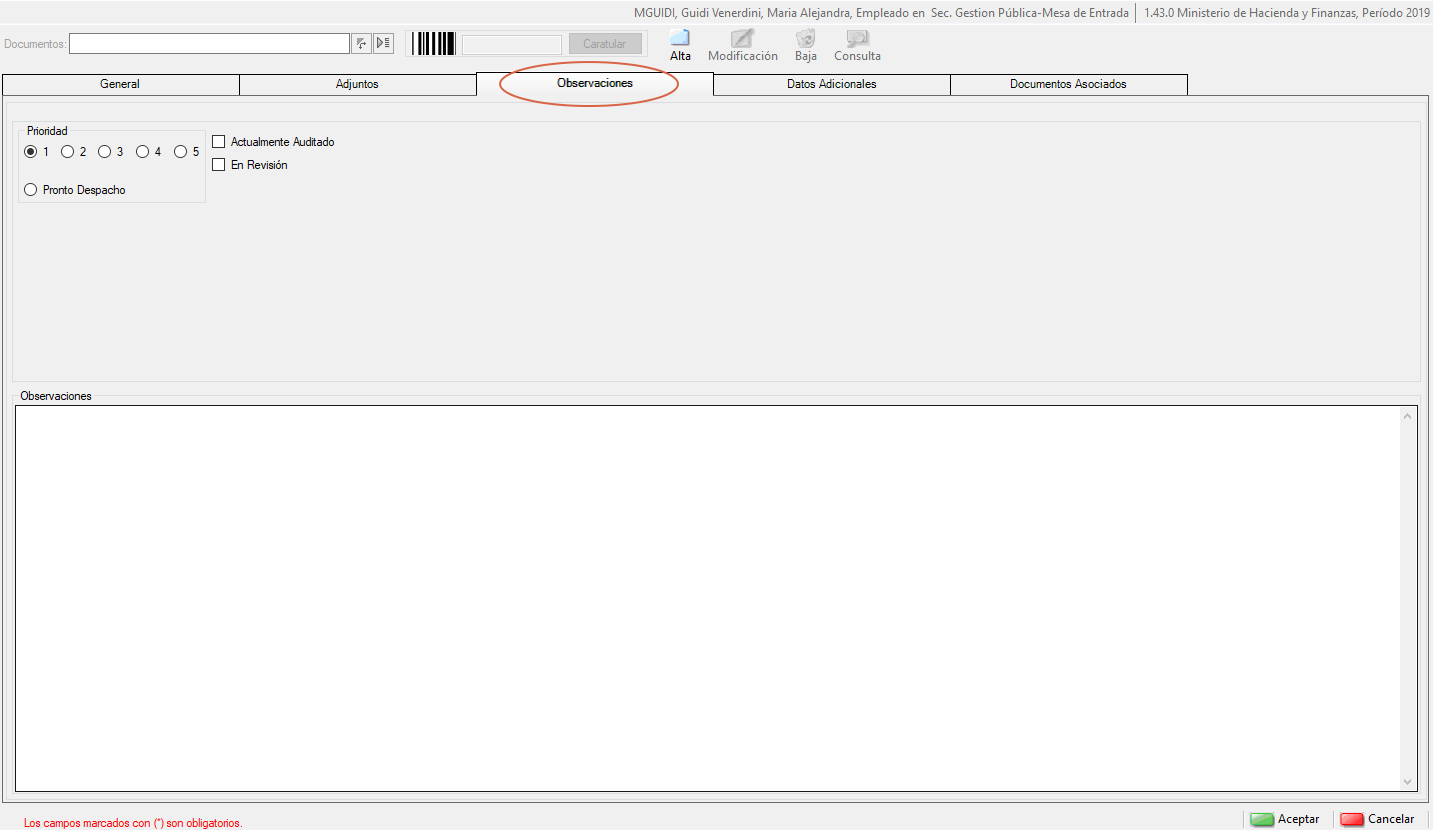 MGUIDI, Guidi Venerdini, Maria Alejandra, Empleado en  Sec. Gestion Pública-Mesa de Entrada 1.43.0 Ministerio de Hacienda y Finanzas, Período 2019
Documentos: Caratular Alta Modificación Baja Consulta
General Adjuntos Observaciones Datos Adicionales Documentos Asociados
Prioridad
1 2 3 4 5 Actualmente Auditado
En Revisión
Pronto Despacho
Observaciones
Los campos marcados con (*) son obligatorios. Aceptar Cancelar